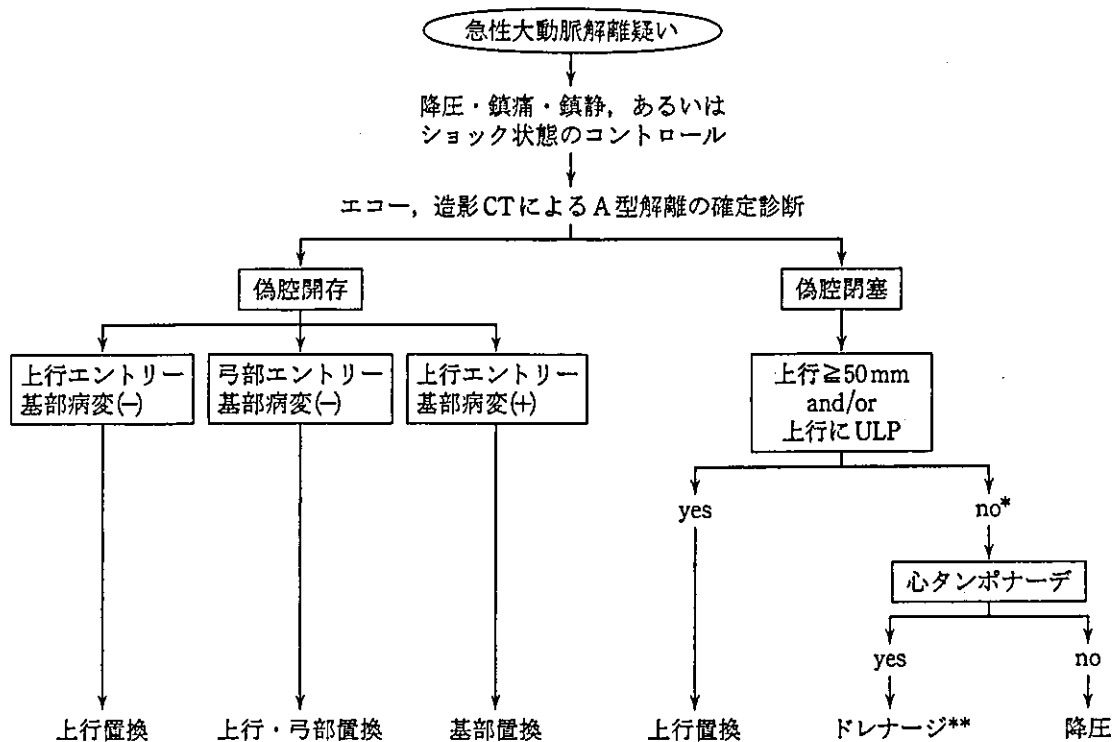 急性大動脈解離疑い
降圧・鎮痛・鎮静，あるいは
ショック状態のコントロール
エコー，造影CTによるA型解離の確定診断
偽腔開存
偽腔閉塞
上行エントリー
基部病変(−)
弓部エントリー
基部病変(−)
上行エントリー
基部病変(+)
上行≧50mm
and/or
上行にULP
yes
no*
心タンポナーデ
yes
no
上行置換
上行・弓部置換
基部置換
上行置換
ドレナージ**
降圧